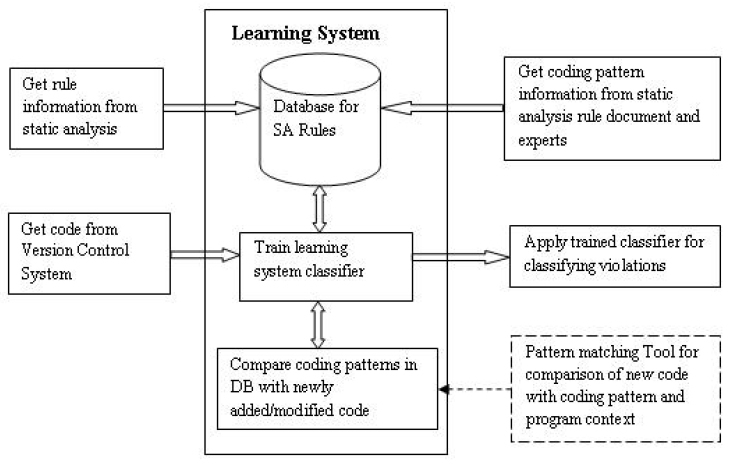 Learning System
Get rule
information from
static analysis
Database for
SA Rules
Get coding pattern
information from static
analysis rule document and
experts
Get code from
Version Control
System
Train learning
system classifier
Apply trained classifier for
classifying violations
Compare coding patterns in
DB with newly
added/modified code
Pattern matching Tool for
comparison of new code
with coding pattern and
program context